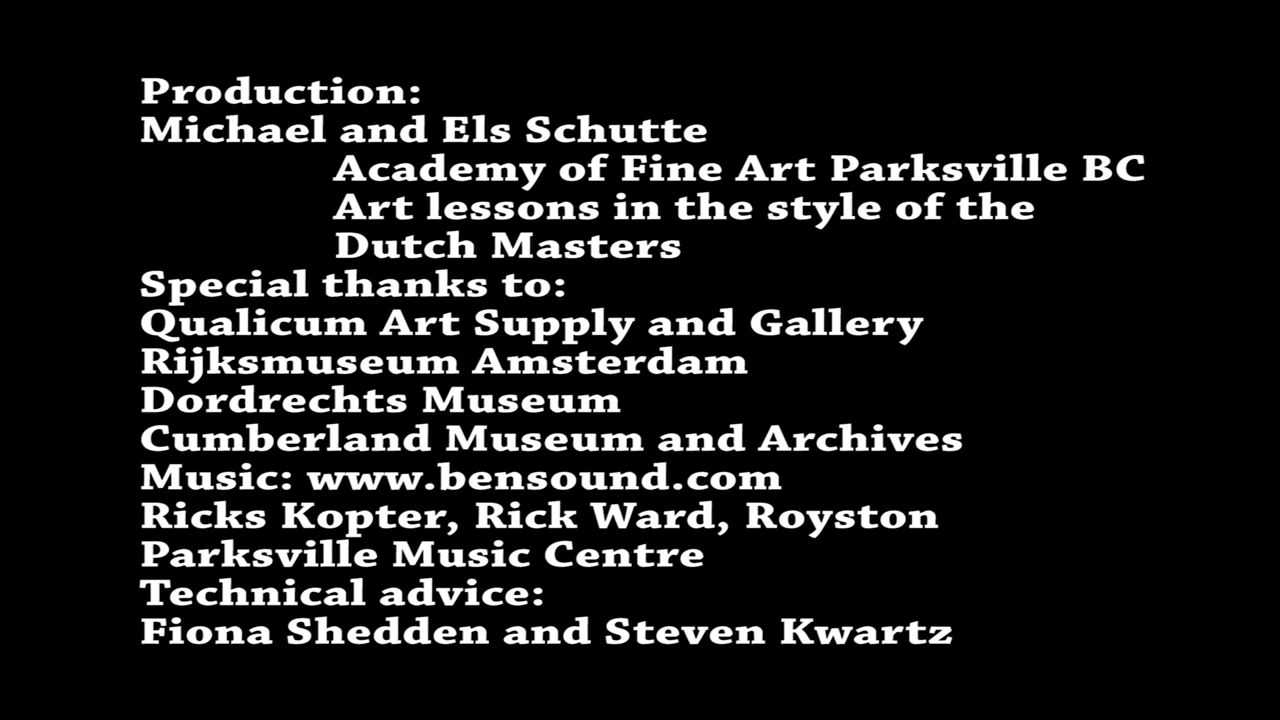 Production:
Michael and Els Schutte
Academy of Fine Art Parksville BC
Art lessons in the style of the
Dutch Masters
Special thanks to:
Qualicum Art Supply and Gallery
Rijksmuseum Amsterdam
Dordrechts Museum
Cumberland Museum and Archives
Music: www.bensound.com
Ricks Kopter, Rick Ward, Royston
Parksville Music Centre
Technical advice:
Fiona Shedden and Steven Kwartz